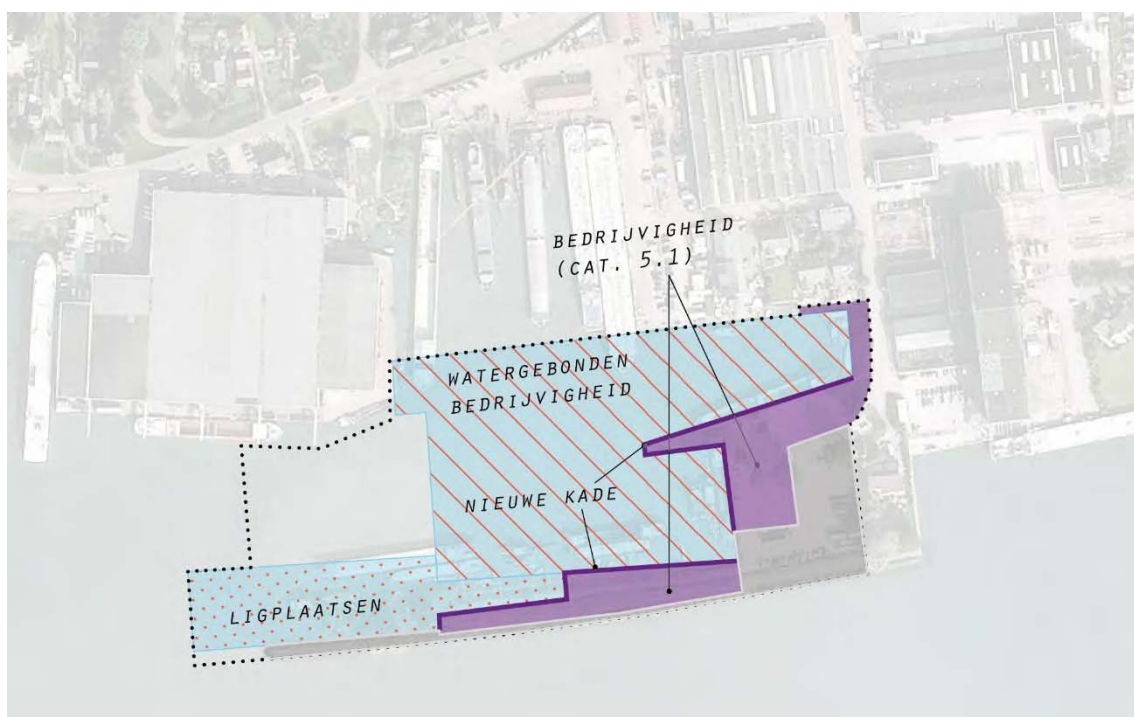 BEDRIJVIGHEID
(CAT. 5.1)
WATERGEBONDEN
BEDRIJVIGHEID
NIEUWE KADE
LIGPLAATSEN